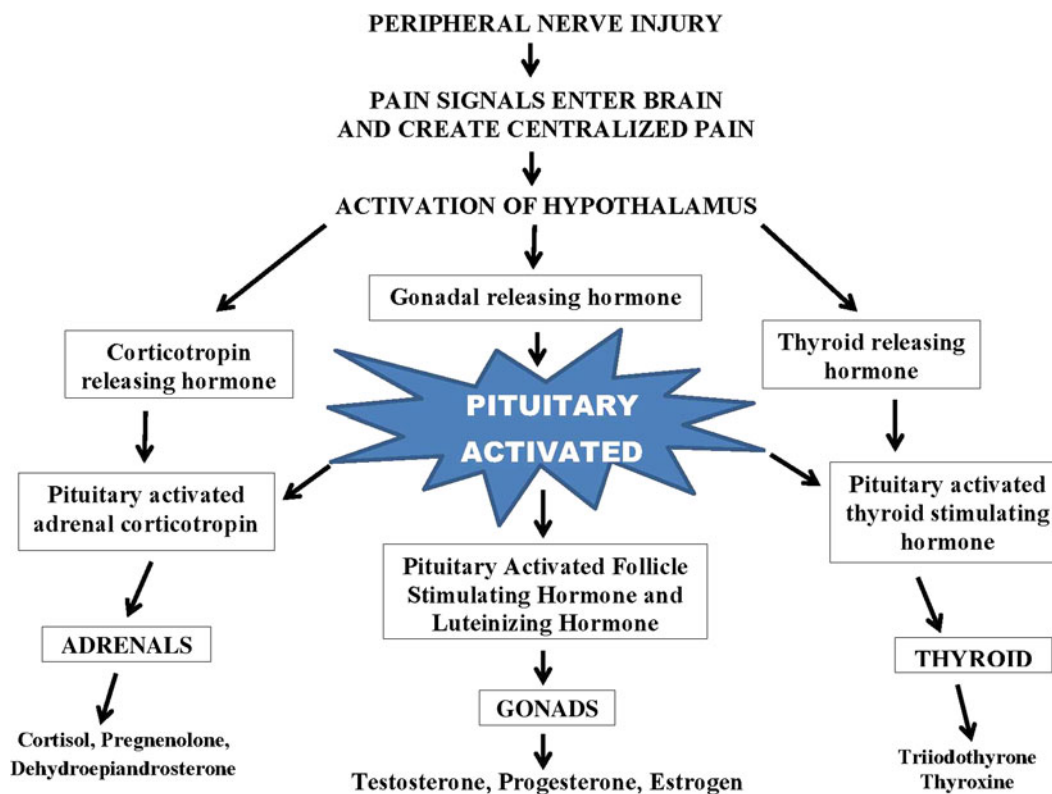 PERIPHERAL NERVE INJURY
PAIN SIGNALS ENTER BRAIN
AND CREATE CENTRALIZED PAIN
ACTIVATION OF HYPOTHALAMUS
Gonadal releasing hormone
Corticotropin
releasing hormone
Thyroid releasing
hormone
PITUITARY
ACTIVATED
Pituitary activated
adrenal corticotropin
Pituitary activated
thyroid stimulating
hormone
Pituitary Activated Follicle
Stimulating Hormone and
Luteinizing Hormone
ADRENALS
THYROID
GONADS
Cortisol, Pregnenolone,
Dehydroepiandrosterone
Testosterone, Progesterone, Estrogen
Triiodothyrone
Thyroxine